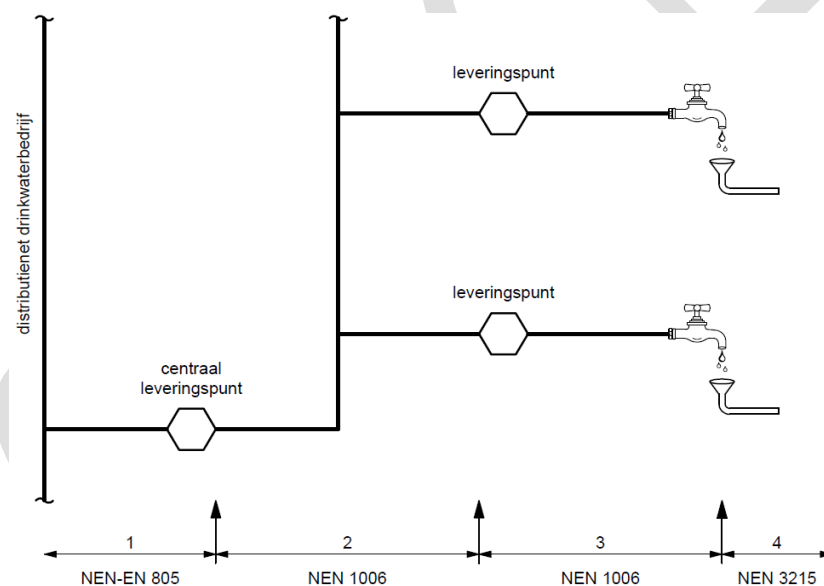 distributienet drinkwaterbedrijf
leveringspunt
leveringspunt
centraal
leveringspunt
1 2 3 4
NEN-EN 805 NEN 1006 NEN 1006 NEN 3215